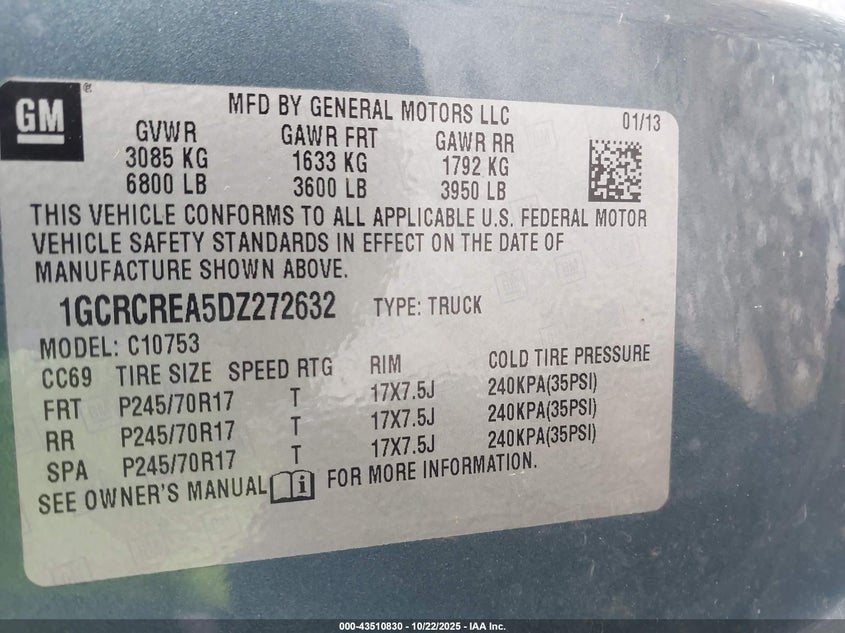 GM
MFD BY GENERAL MOTORS LLC 01/13
GVWR GAWR FRT GAWR RR
3085 KG 1633 KG 1792 KG
6800 LB 3600 LB 3950 LB
THIS VEHICLE CONFORMS TO ALL APPLICABLE U.S. FEDERAL MOTOR
VEHICLE SAFETY STANDARDS IN EFFECT ON THE DATE OF
MANUFACTURE SHOWN ABOVE.
1GCRCREA5DZ272632 TYPE: TRUCK
MODEL: C10753
CC69 TIRE SIZE SPEED RTG RIM COLD TIRE PRESSURE
FRT P245/70R17 T 17X7.5J 240KPA(35PSI)
RR P245/70R17 T 17X7.5J 240KPA(35PSI)
SPA P245/70R17 T 17X7.5J 240KPA(35PSI)
SEE OWNER'S MANUAL FOR MORE INFORMATION.
000-43510830 - 10/22/2025 - IAA Inc.